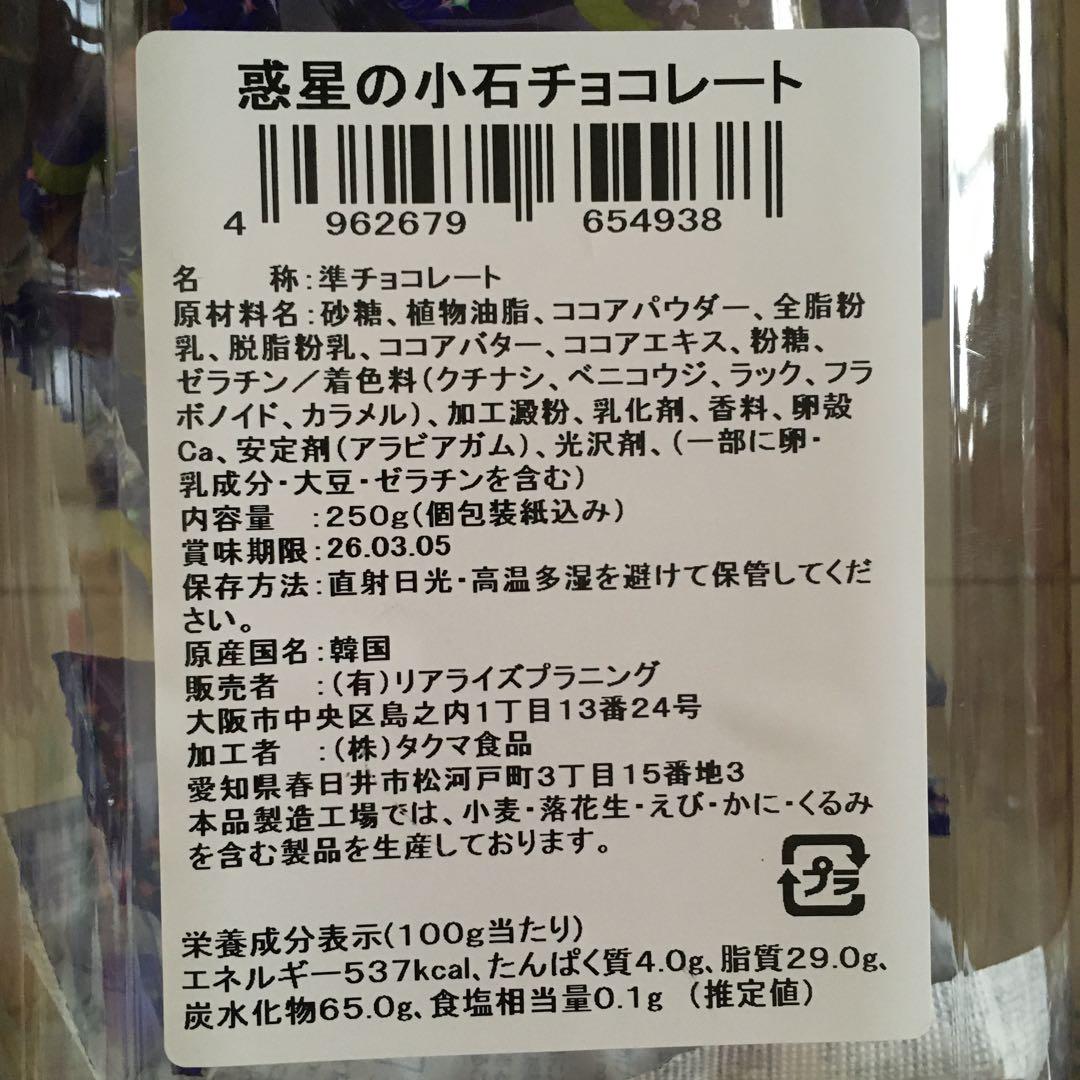 惑星の小石チョコレート
4 962679 654938
名　　称：準チョコレート
原材料名：砂糖、植物油脂、ココアパウダー、全脂粉
乳、脱脂粉乳、ココアバター、ココアエキス、粉糖、
ゼラチン／着色料（クチナシ、ベニコウジ、ラック、フラ
ボノイド、カラメル）、加工澱粉、乳化剤、香料、卵殻
Ca、安定剤（アラビアガム）、光沢剤、（一部に卵・
乳成分・大豆・ゼラチンを含む）
内容量　：250g（個包装紙込み）
賞味期限：26.03.05
保存方法：直射日光・高温多湿を避けて保管してくだ
さい。
原産国名：韓国
販売者　：（有）リアライズプラニング
大阪市中央区島之内1丁目13番24号
加工者　：（株）タクマ食品
愛知県春日井市松河戸町3丁目15番地3
本品製造工場では、小麦・落花生・えび・かに・くるみ
を含む製品を生産しております。
プラ
栄養成分表示(100g当たり)
エネルギー537kcal、たんぱく質4.0g、脂質29.0g、
炭水化物65.0g、食塩相当量0.1g　（推定値）